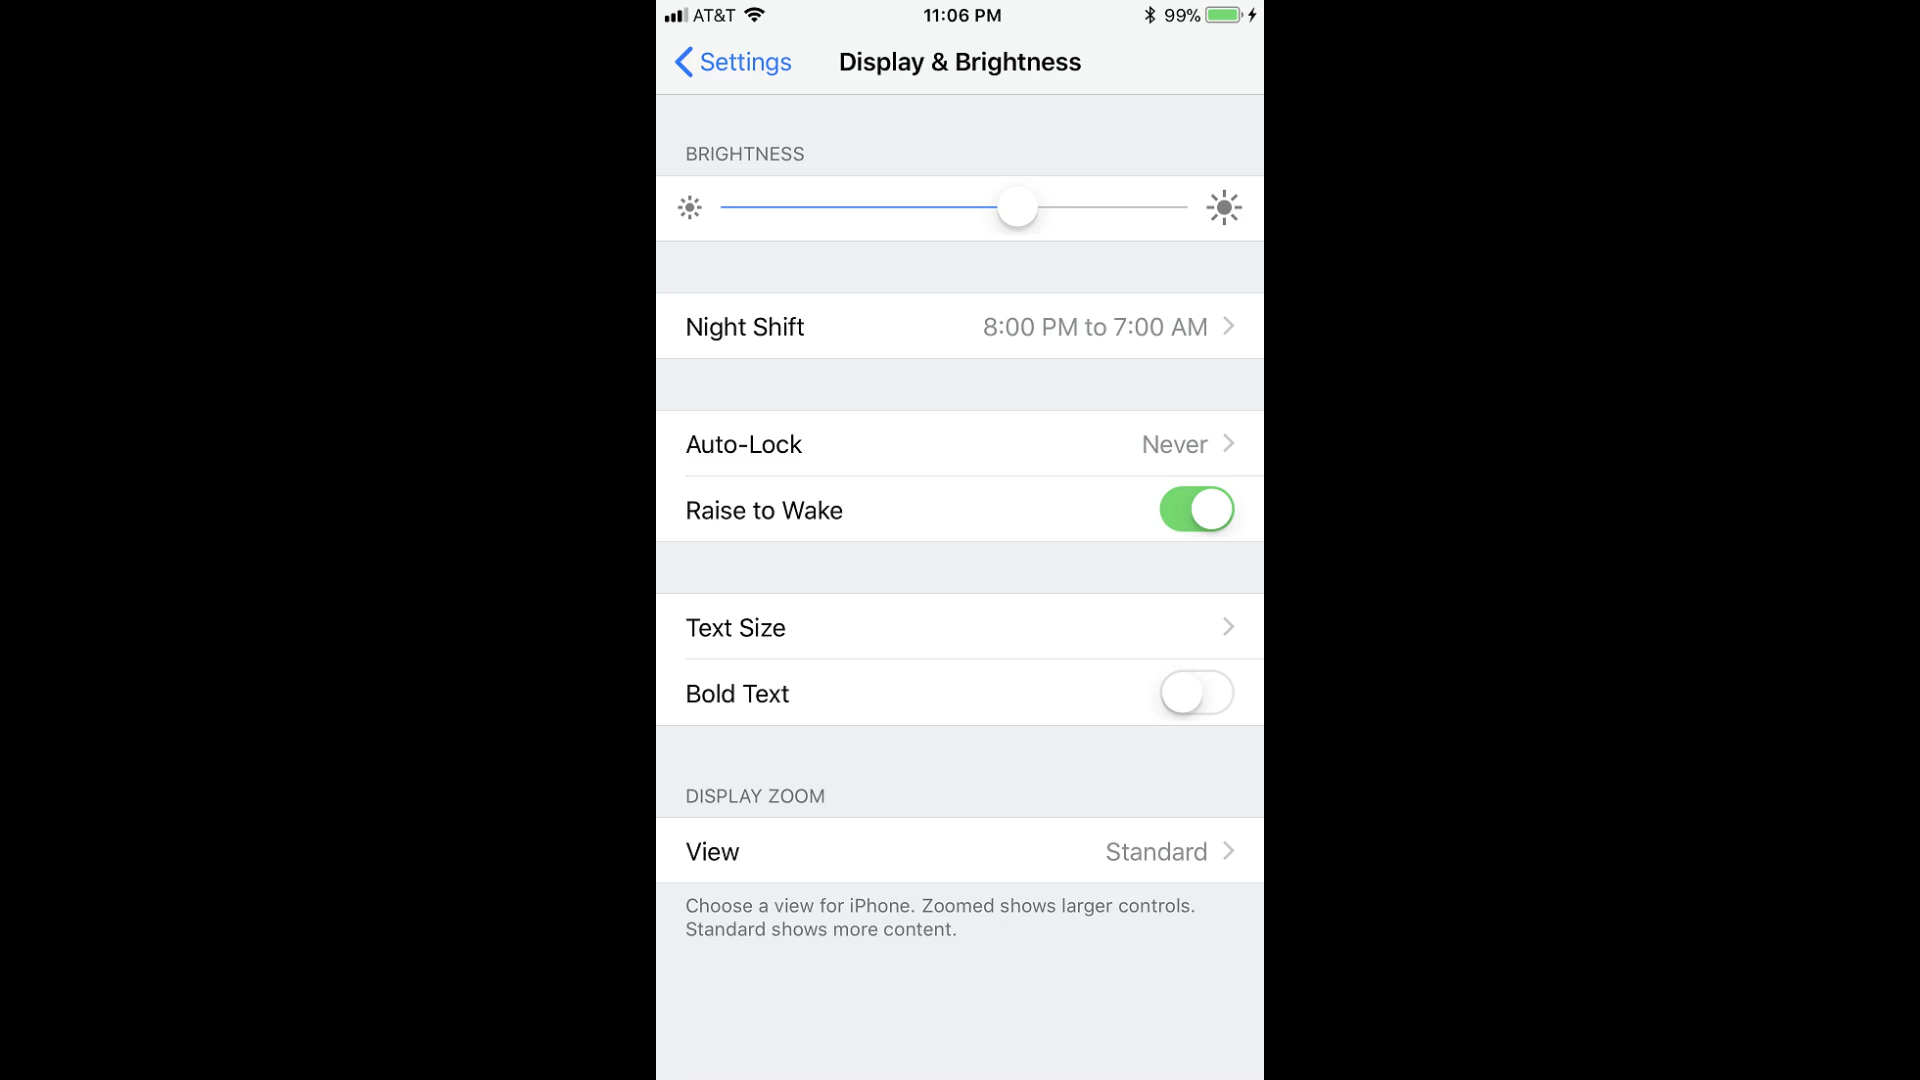 AT&T 11:06 PM 99%
Settings Display & Brightness
BRIGHTNESS
Night Shift 8:00 PM to 7:00 AM
Auto-Lock Never
Raise to Wake
Text Size
Bold Text
DISPLAY ZOOM
View Standard
Choose a view for iPhone. Zoomed shows larger controls.
Standard shows more content.